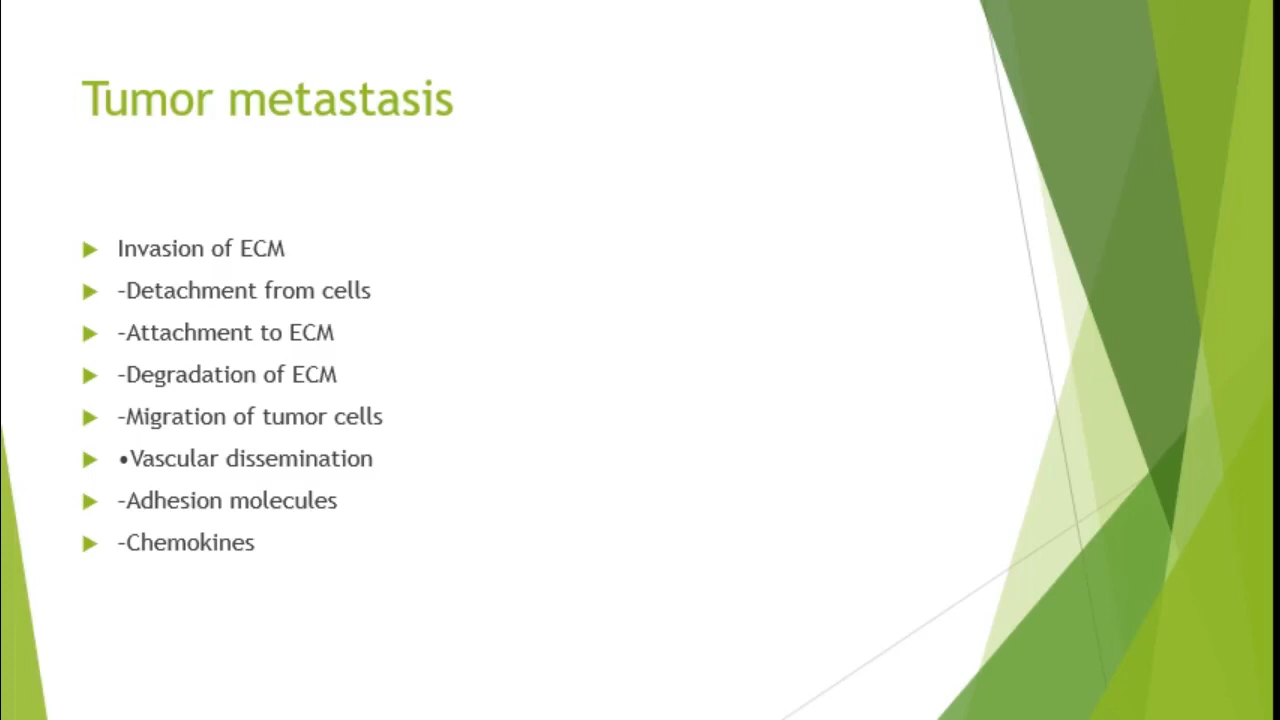 Tumor metastasis
Invasion of ECM
-Detachment from cells
-Attachment to ECM
-Degradation of ECM
-Migration of tumor cells
•Vascular dissemination
-Adhesion molecules
-Chemokines